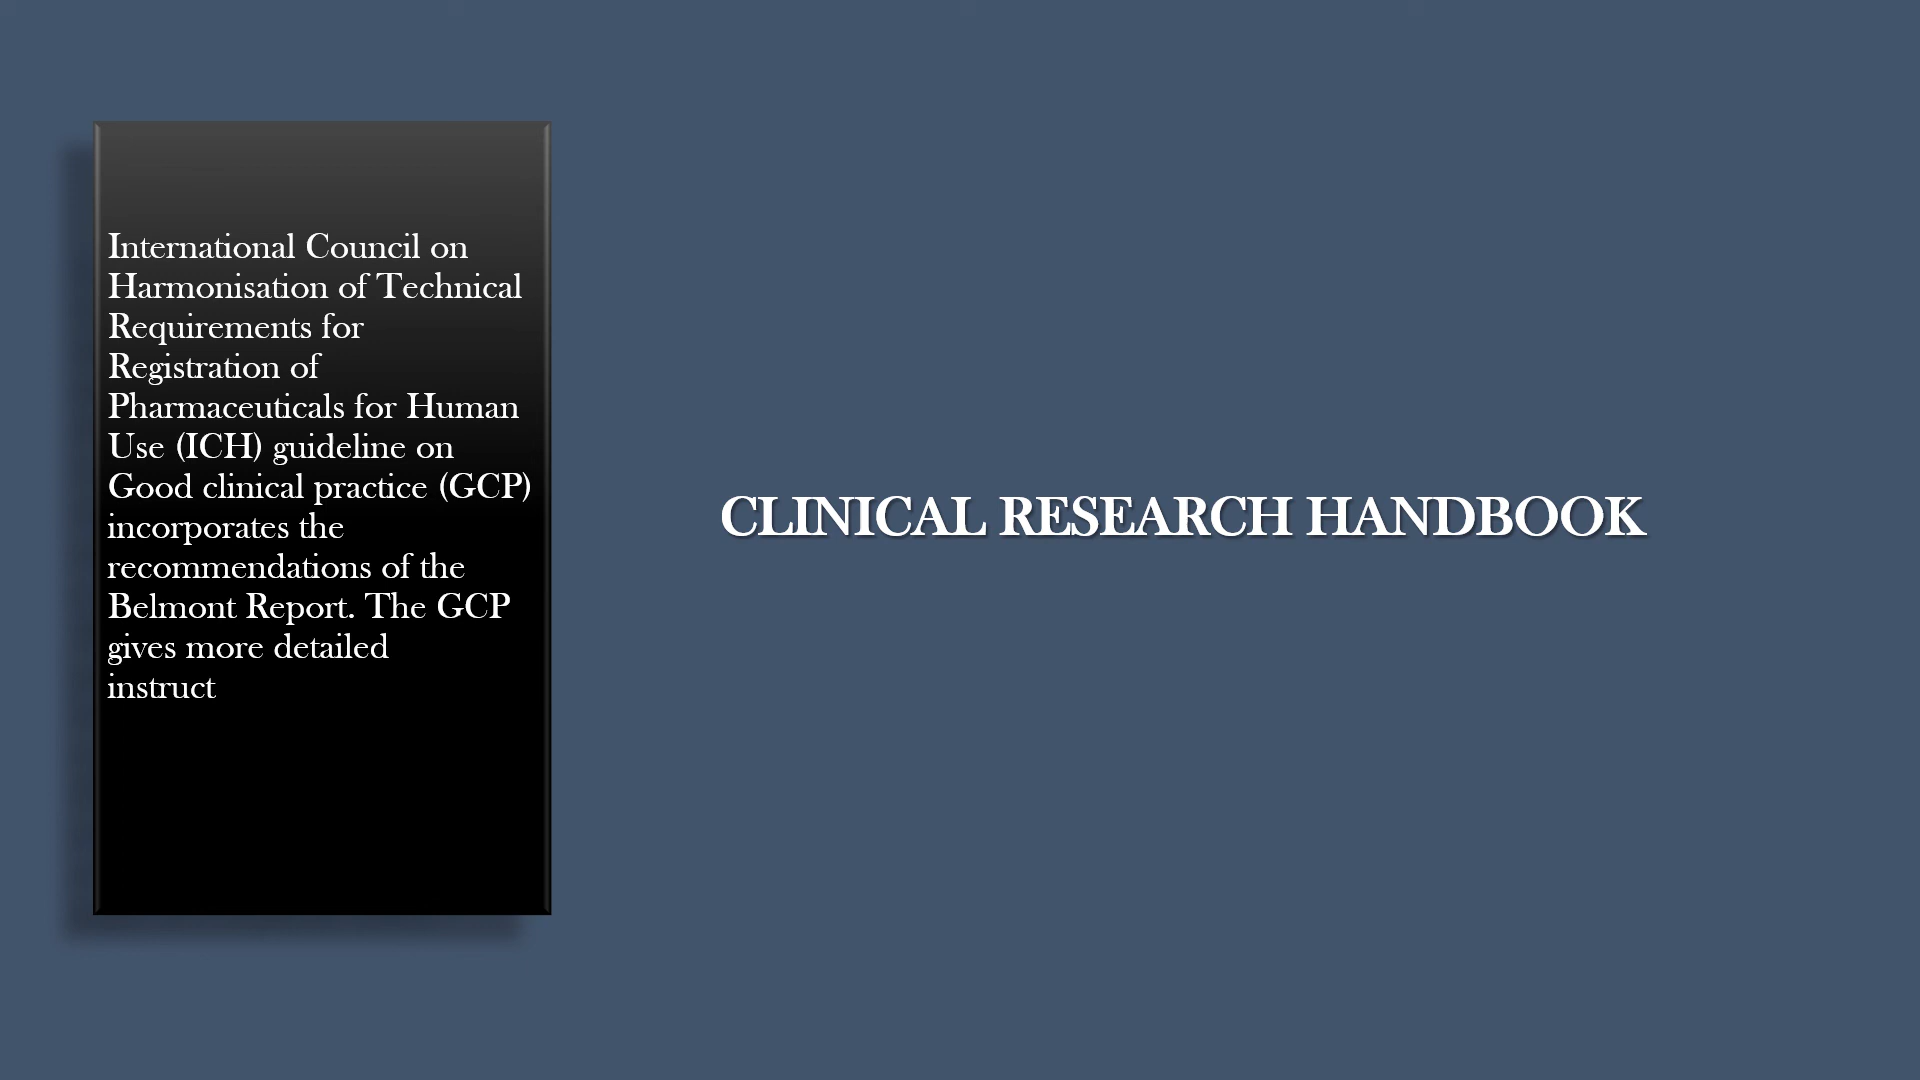 International Council on
Harmonisation of Technical
Requirements for
Registration of
Pharmaceuticals for Human
Use (ICH) guideline on
Good clinical practice (GCP)
incorporates the
recommendations of the
Belmont Report. The GCP
gives more detailed
instruct
CLINICAL RESEARCH HANDBOOK